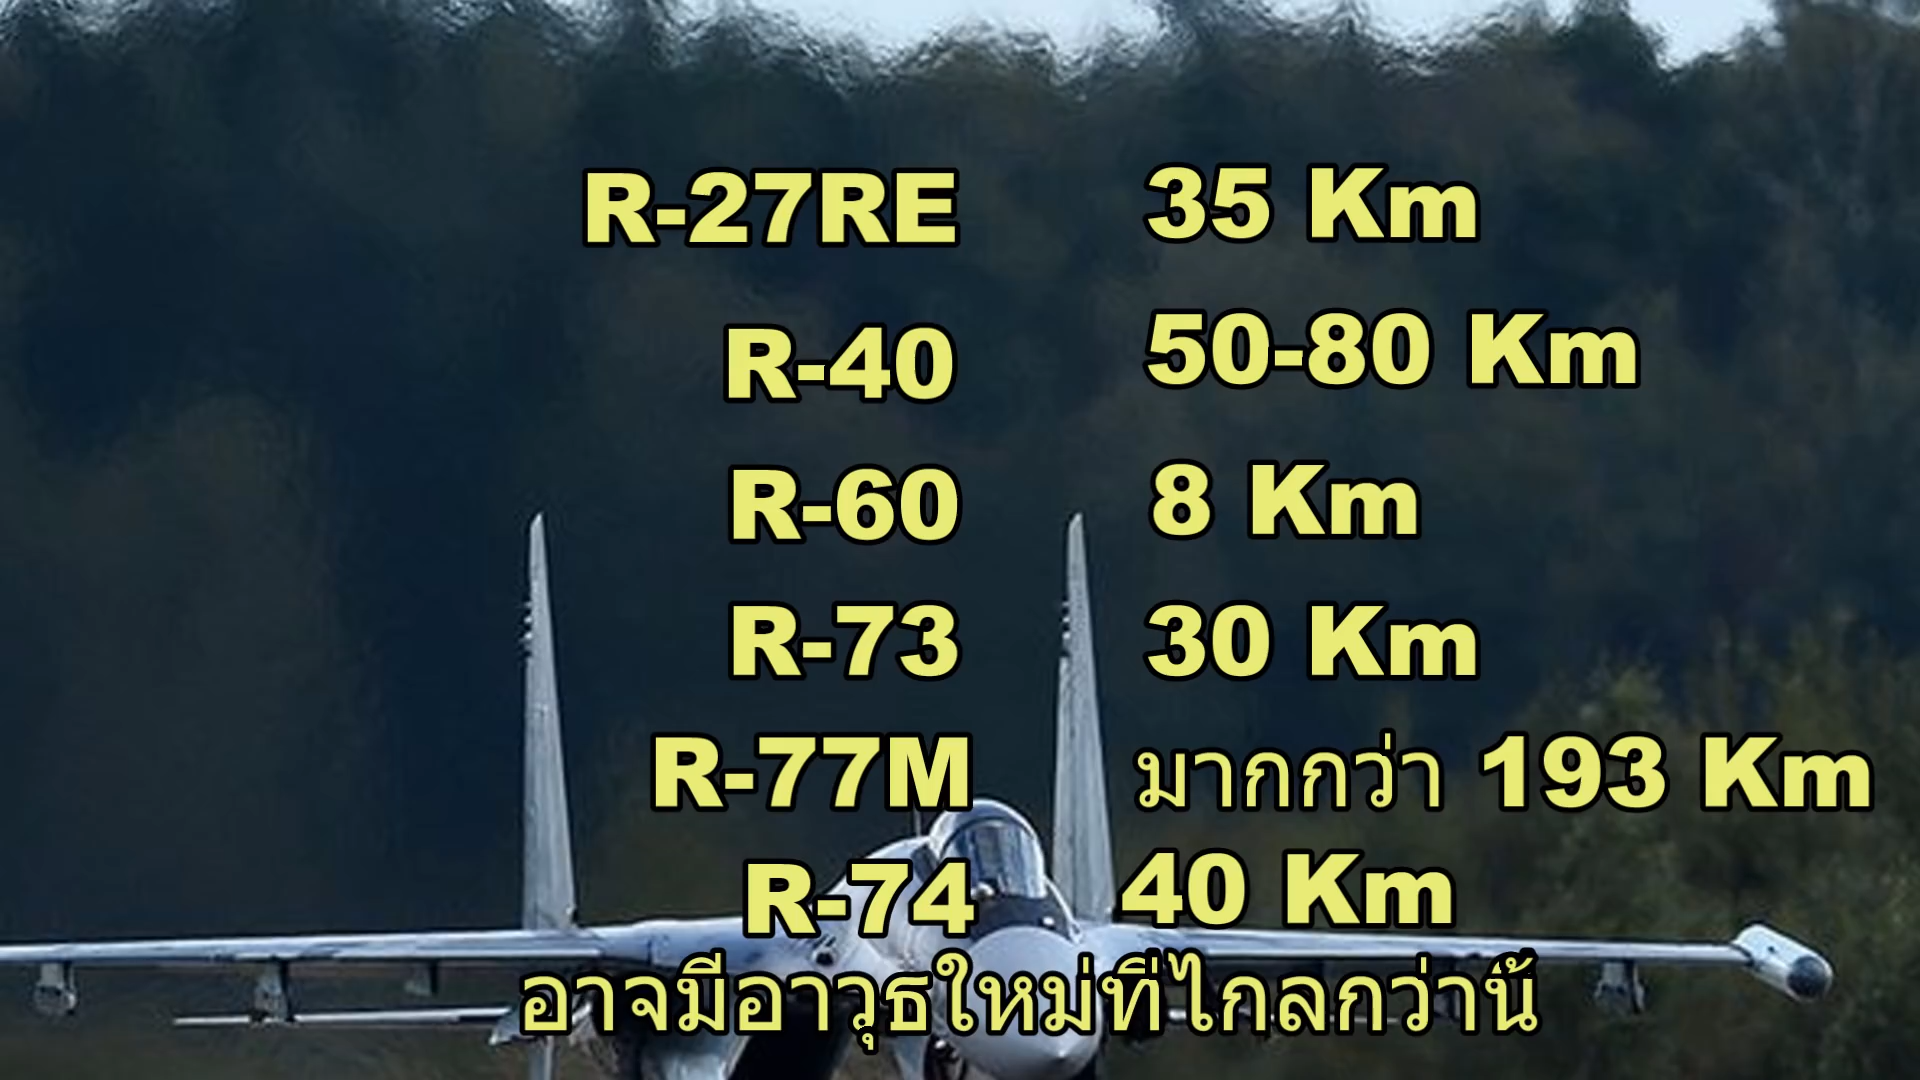 R-27RE 35 Km
R-40 50-80 Km
R-60 8 Km
R-73 30 Km
R-77M มากกว่า 193 Km
R-74 40 Km
อาจมีอาวุธใหม่ที่ไกลกว่านี้